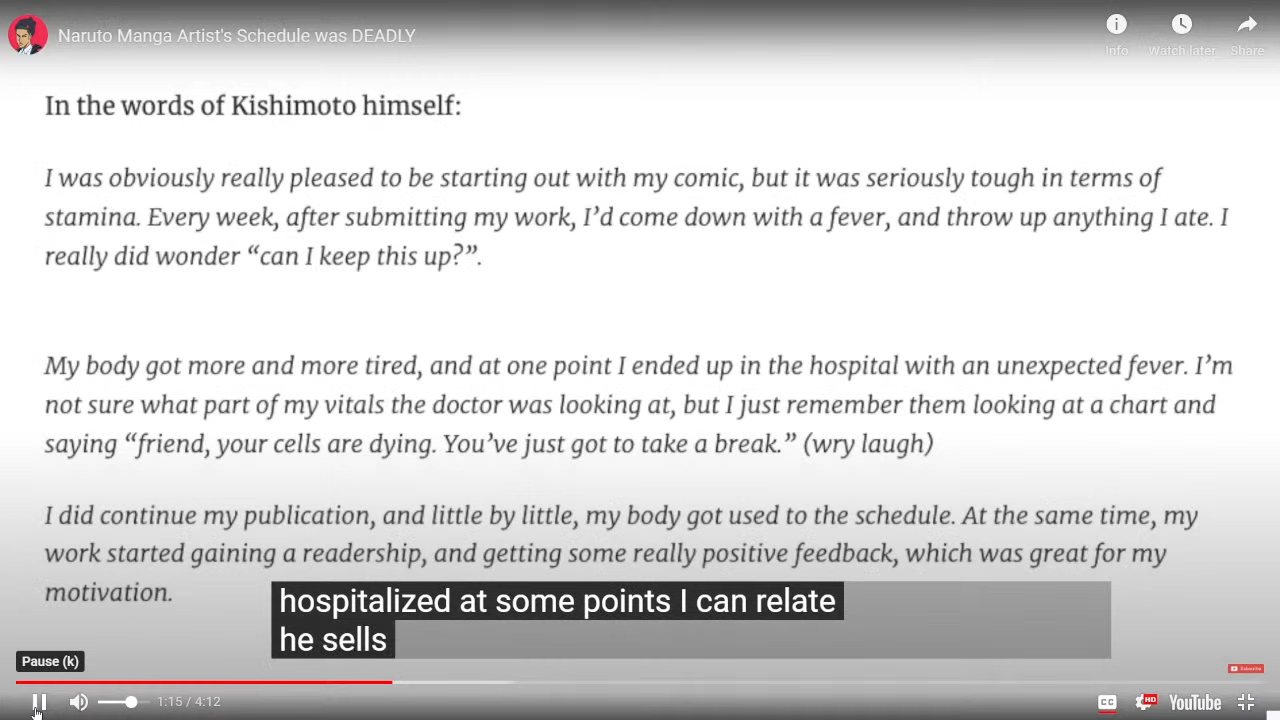 Naruto Manga Artist's Schedule was DEADLY
Info
Watch later
Share
In the words of Kishimoto himself:
I was obviously really pleased to be starting out with my comic, but it was seriously tough in terms of
stamina. Every week, after submitting my work, I’d come down with a fever, and throw up anything I ate. I
really did wonder “can I keep this up?”.
My body got more and more tired, and at one point I ended up in the hospital with an unexpected fever. I’m
not sure what part of my vitals the doctor was looking at, but I just remember them looking at a chart and
saying “friend, your cells are dying. You’ve just got to take a break.” (wry laugh)
I did continue my publication, and little by little, my body got used to the schedule. At the same time, my
work started gaining a readership, and getting some really positive feedback, which was great for my
motivation.
hospitalized at some points I can relate
he sells
Pause (k)
Subscribe
1:15 / 4:12
CC
HD
YouTube